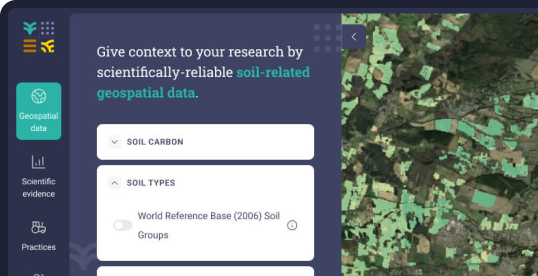 Give context to your research by
scientifically-reliable soil-related
geospatial data.
Geospatial
data
Scientific
evidence
Practices
SOIL CARBON
SOIL TYPES
World Reference Base (2006) Soil
Groups